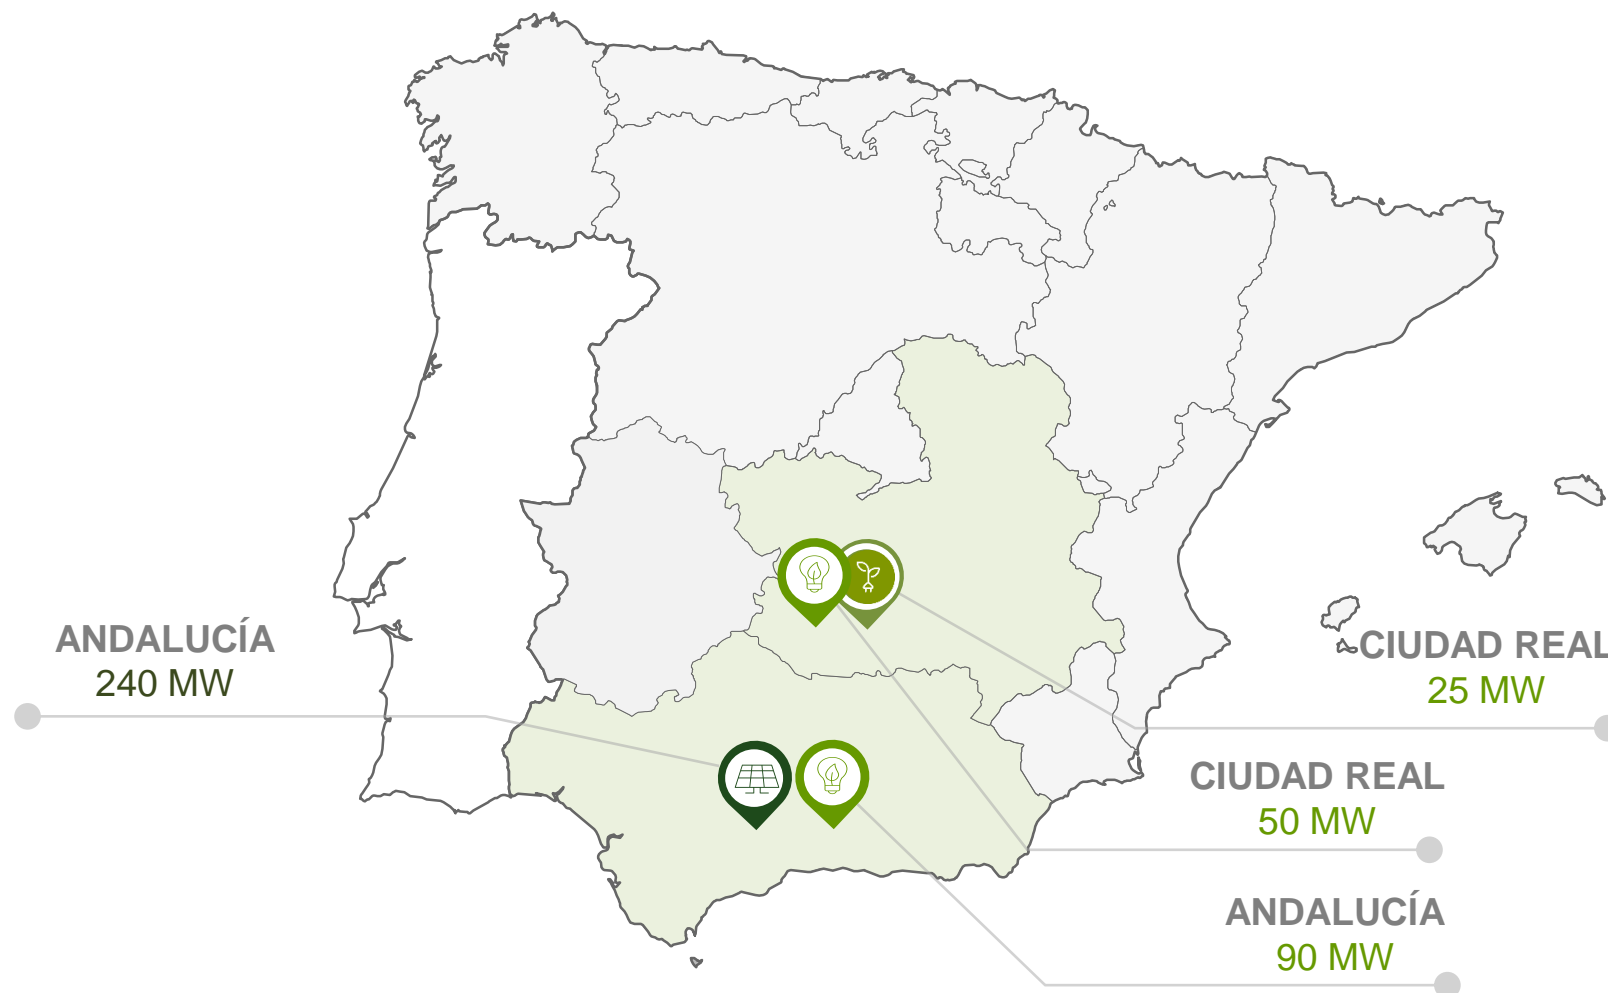 ANDALUCÍA
240 MW
CIUDAD REAL
25 MW
CIUDAD REAL
50 MW
ANDALUCÍA
90 MW